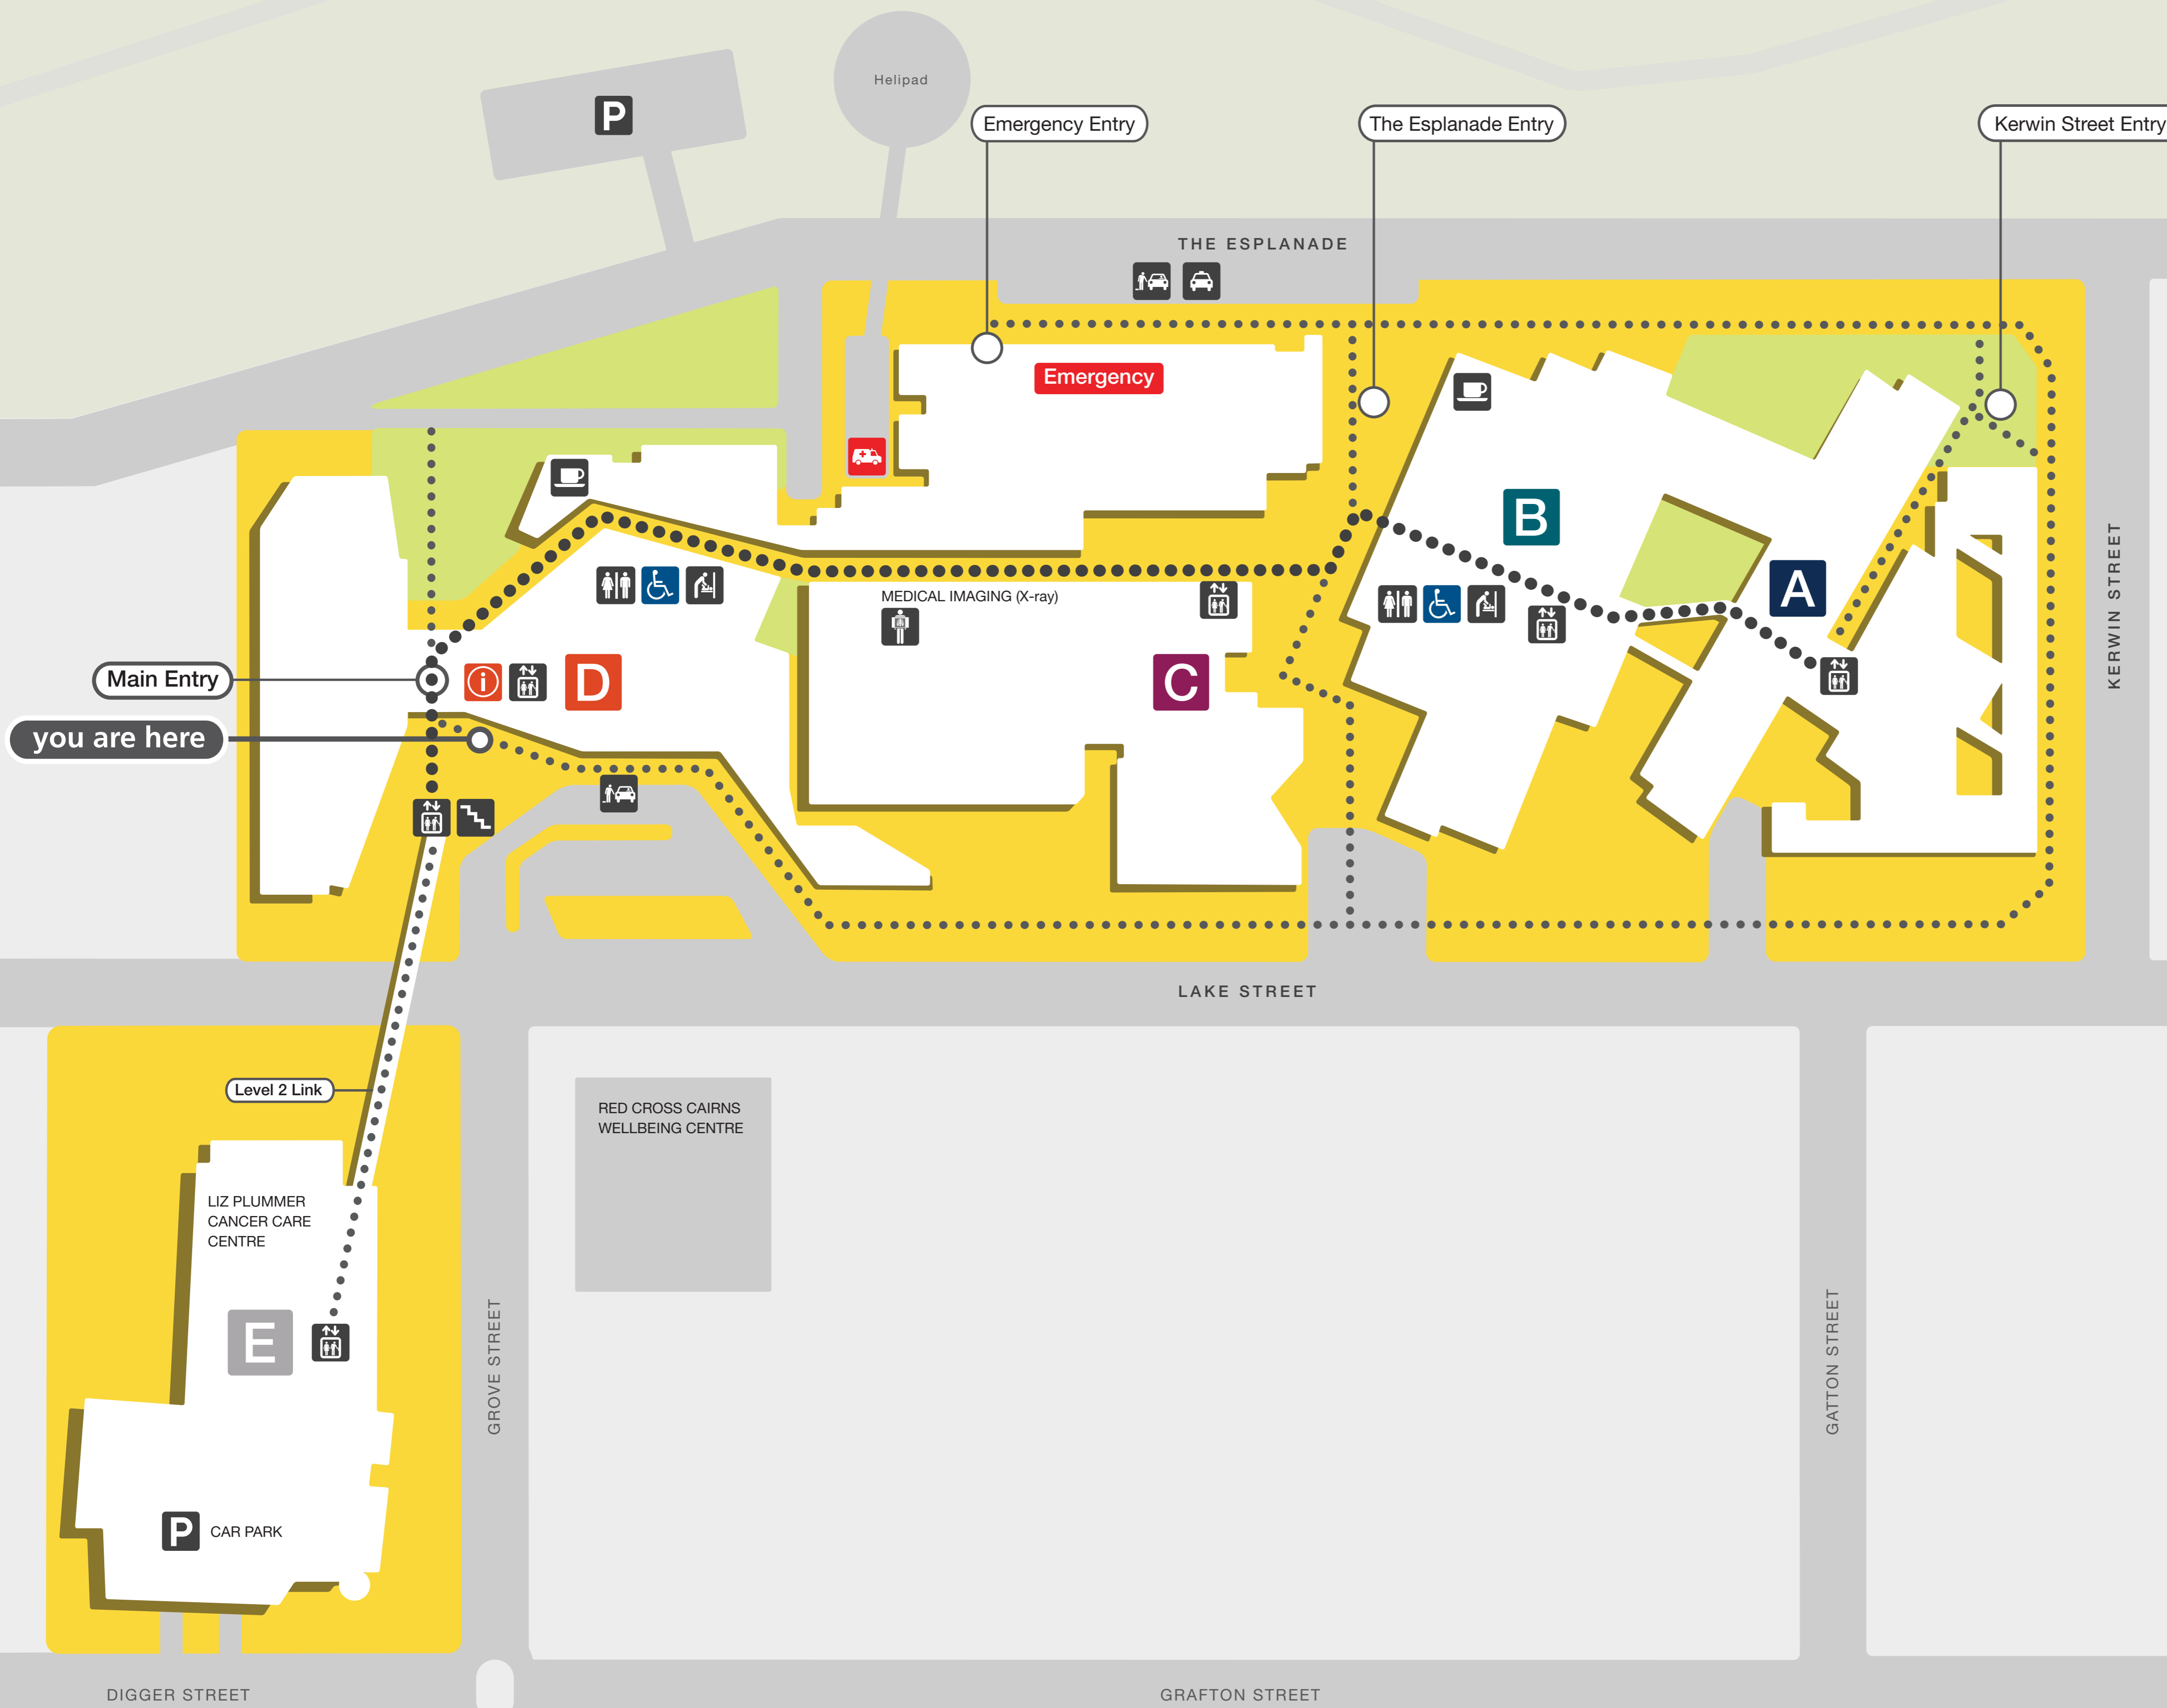 Helipad
P
Emergency Entry
The Esplanade Entry
Kerwin Street Entry
THE ESPLANADE
Emergency
B
A
KERWIN STREET
MEDICAL IMAGING (X-ray)
Main Entry
i
D
C
you are here
LAKE STREET
Level 2 Link
RED CROSS CAIRNS
WELLBEING CENTRE
LIZ PLUMMER
CANCER CARE
CENTRE
E
GROVE STREET
GATTON STREET
P
CAR PARK
DIGGER STREET
GRAFTON STREET